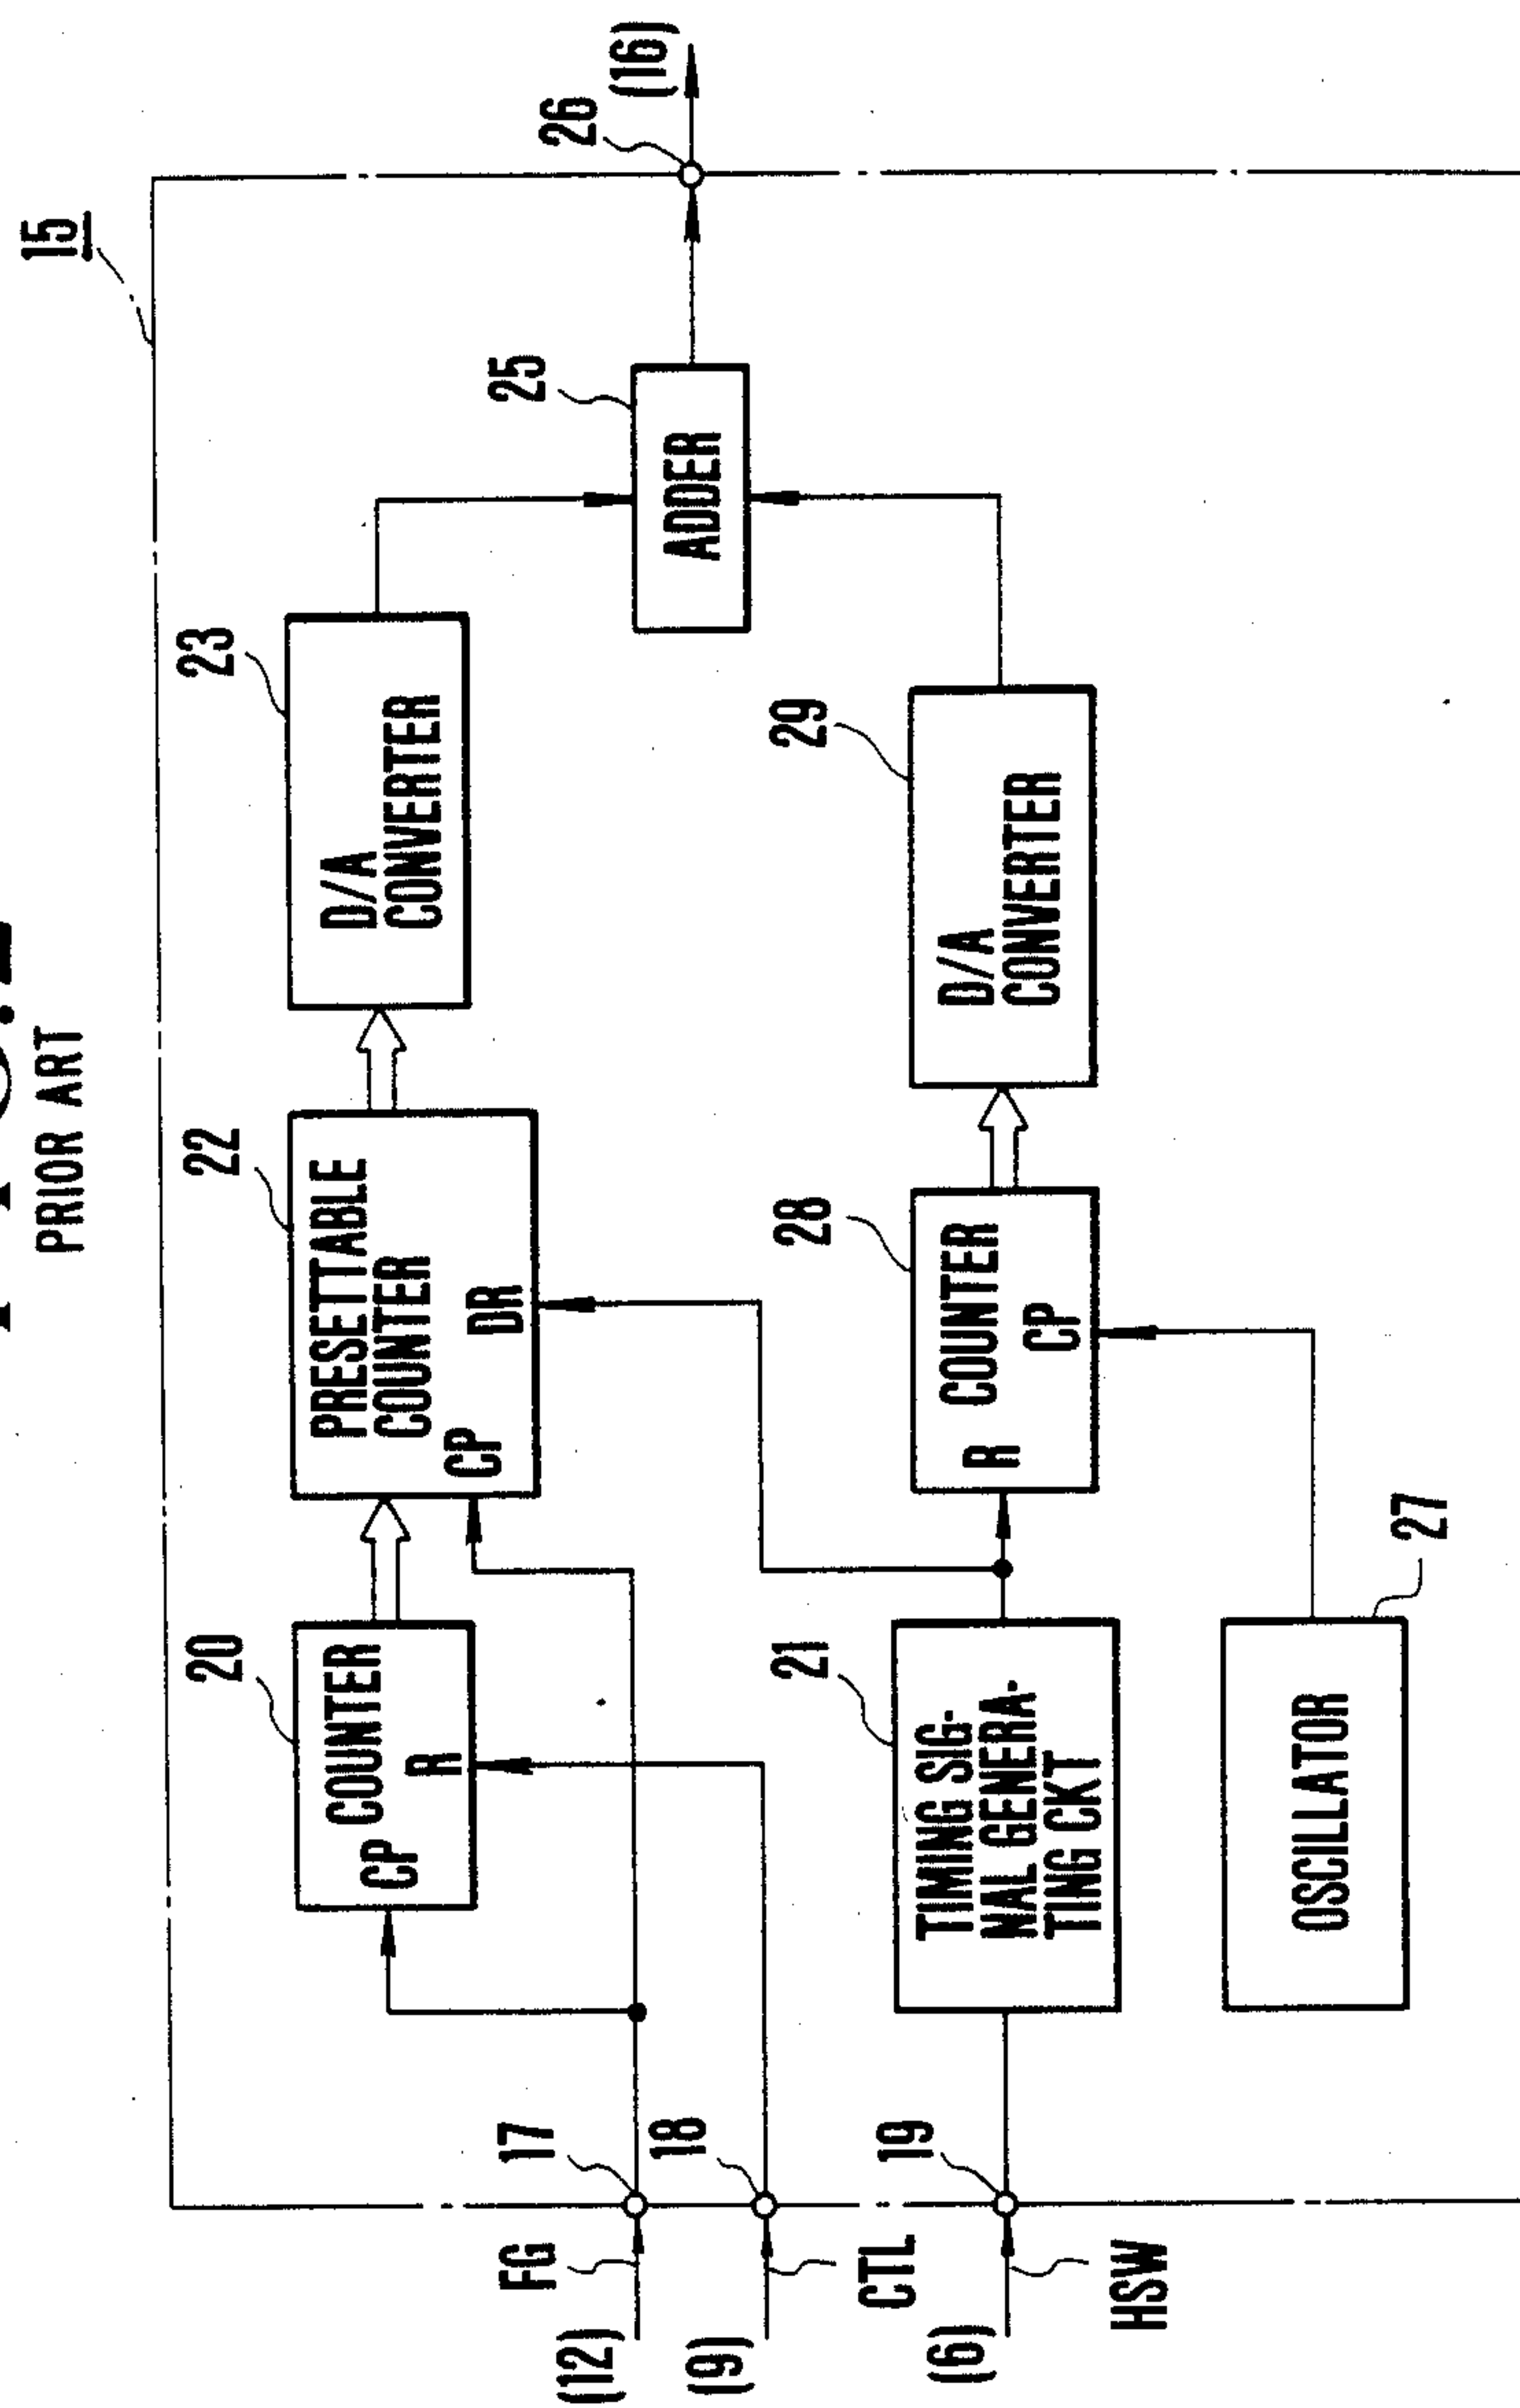 PRIOR ART
15
20
COUNTER
CP
R
22
PRESETTABLE
COUNTER
CP
DR
23
D/A
CONVERTER
25
ADDER
26
(16)
(12)
FG
17
(9)
CTL
18
(6)
HSW
19
21
TIMING SIG-
NAL GENERA-
TING CKT
28
COUNTER
R
CP
29
D/A
CONVERTER
OSCILLATOR
27